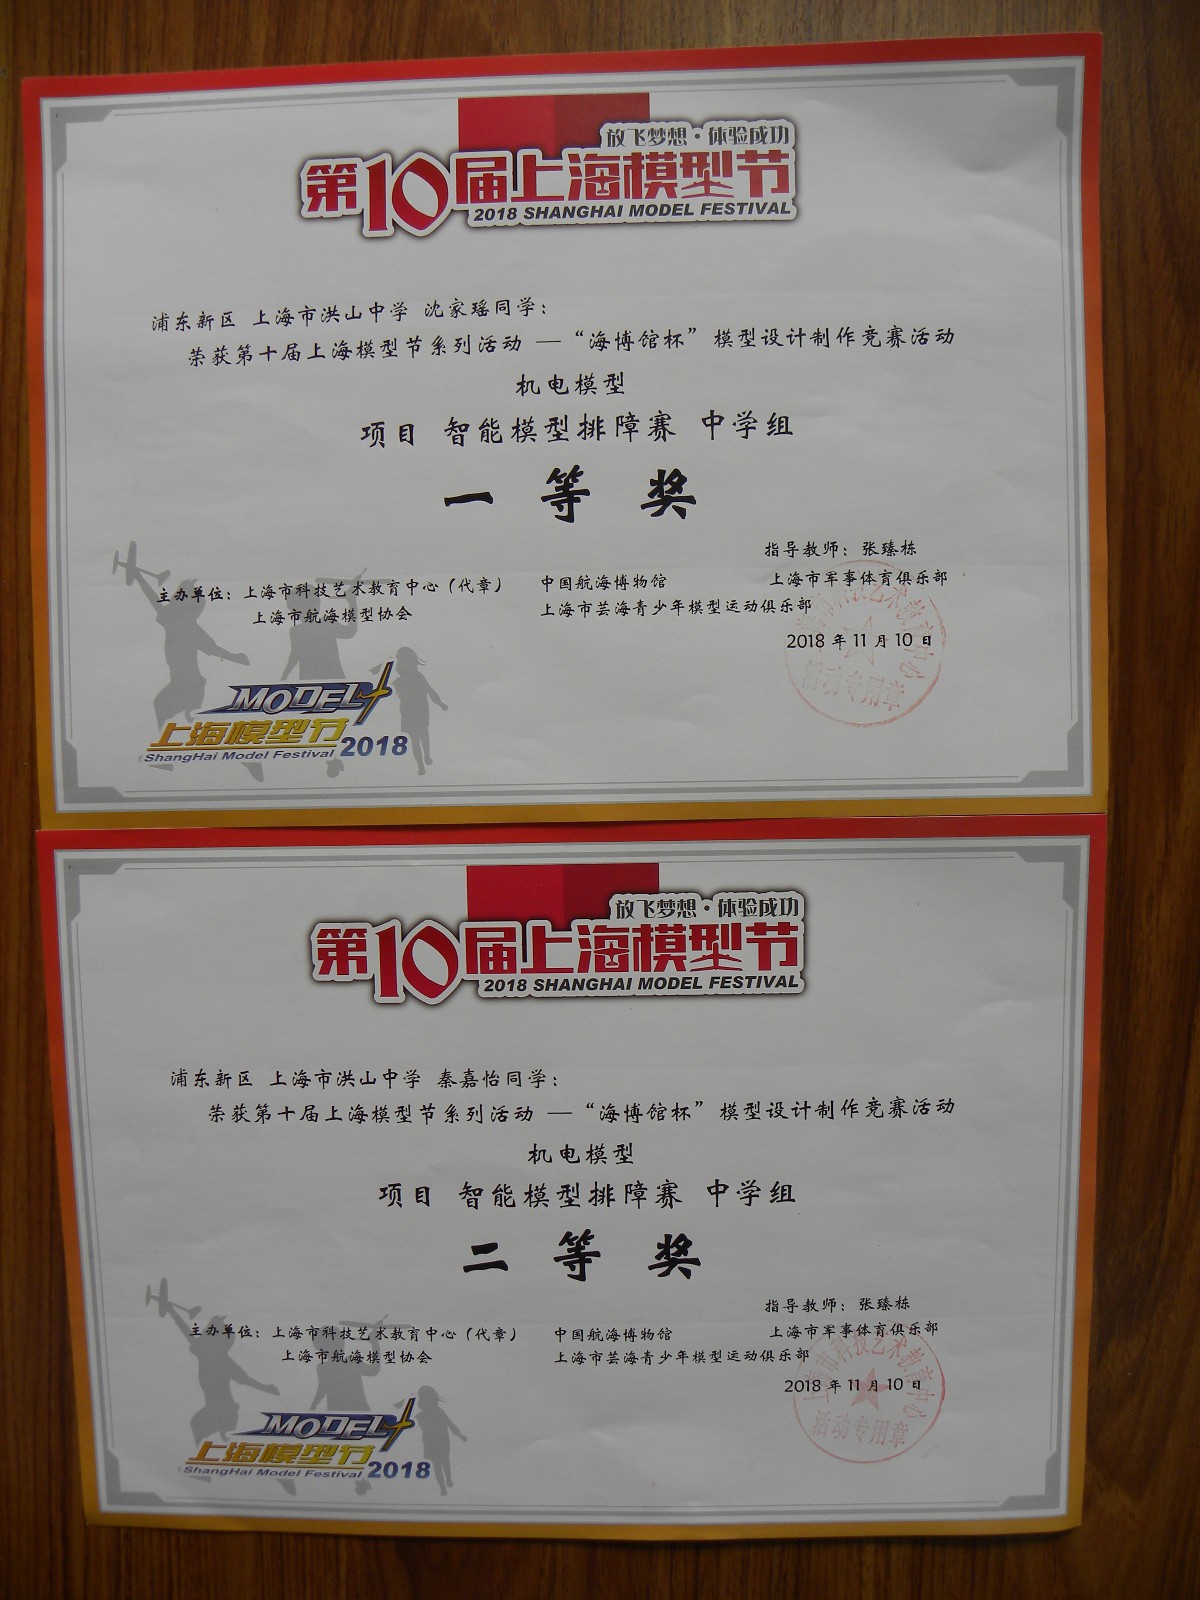 放飞梦想·体验成功
第10届上海模型节
2018 SHANGHAI MODEL FESTIVAL
浦东新区 上海市洪山中学 沈家瑶同学：
荣获第十届上海模型节系列活动 —“海博馆杯”模型设计制作竞赛活动
机电模型
项目 智能模型排障赛 中学组
一等奖
指导教师：张臻栋
主办单位：上海市科技艺术教育中心（代章） 中国航海博物馆 上海市军事体育俱乐部
上海市航海模型协会 上海市芸海青少年模型运动俱乐部
2018 年 11 月 10 日
活动专用章
MODEL
上海模型节
ShangHai Model Festival 2018
放飞梦想·体验成功
第10届上海模型节
2018 SHANGHAI MODEL FESTIVAL
浦东新区 上海市洪山中学 秦嘉怡同学：
荣获第十届上海模型节系列活动 —“海博馆杯”模型设计制作竞赛活动
机电模型
项目 智能模型排障赛 中学组
二等奖
指导教师：张臻栋
主办单位：上海市科技艺术教育中心（代章） 中国航海博物馆 上海市军事体育俱乐部
上海市航海模型协会 上海市芸海青少年模型运动俱乐部
2018 年 11 月 10 日
上海市科技艺术教育中心
活动专用章
MODEL
上海模型节
ShangHai Model Festival 2018